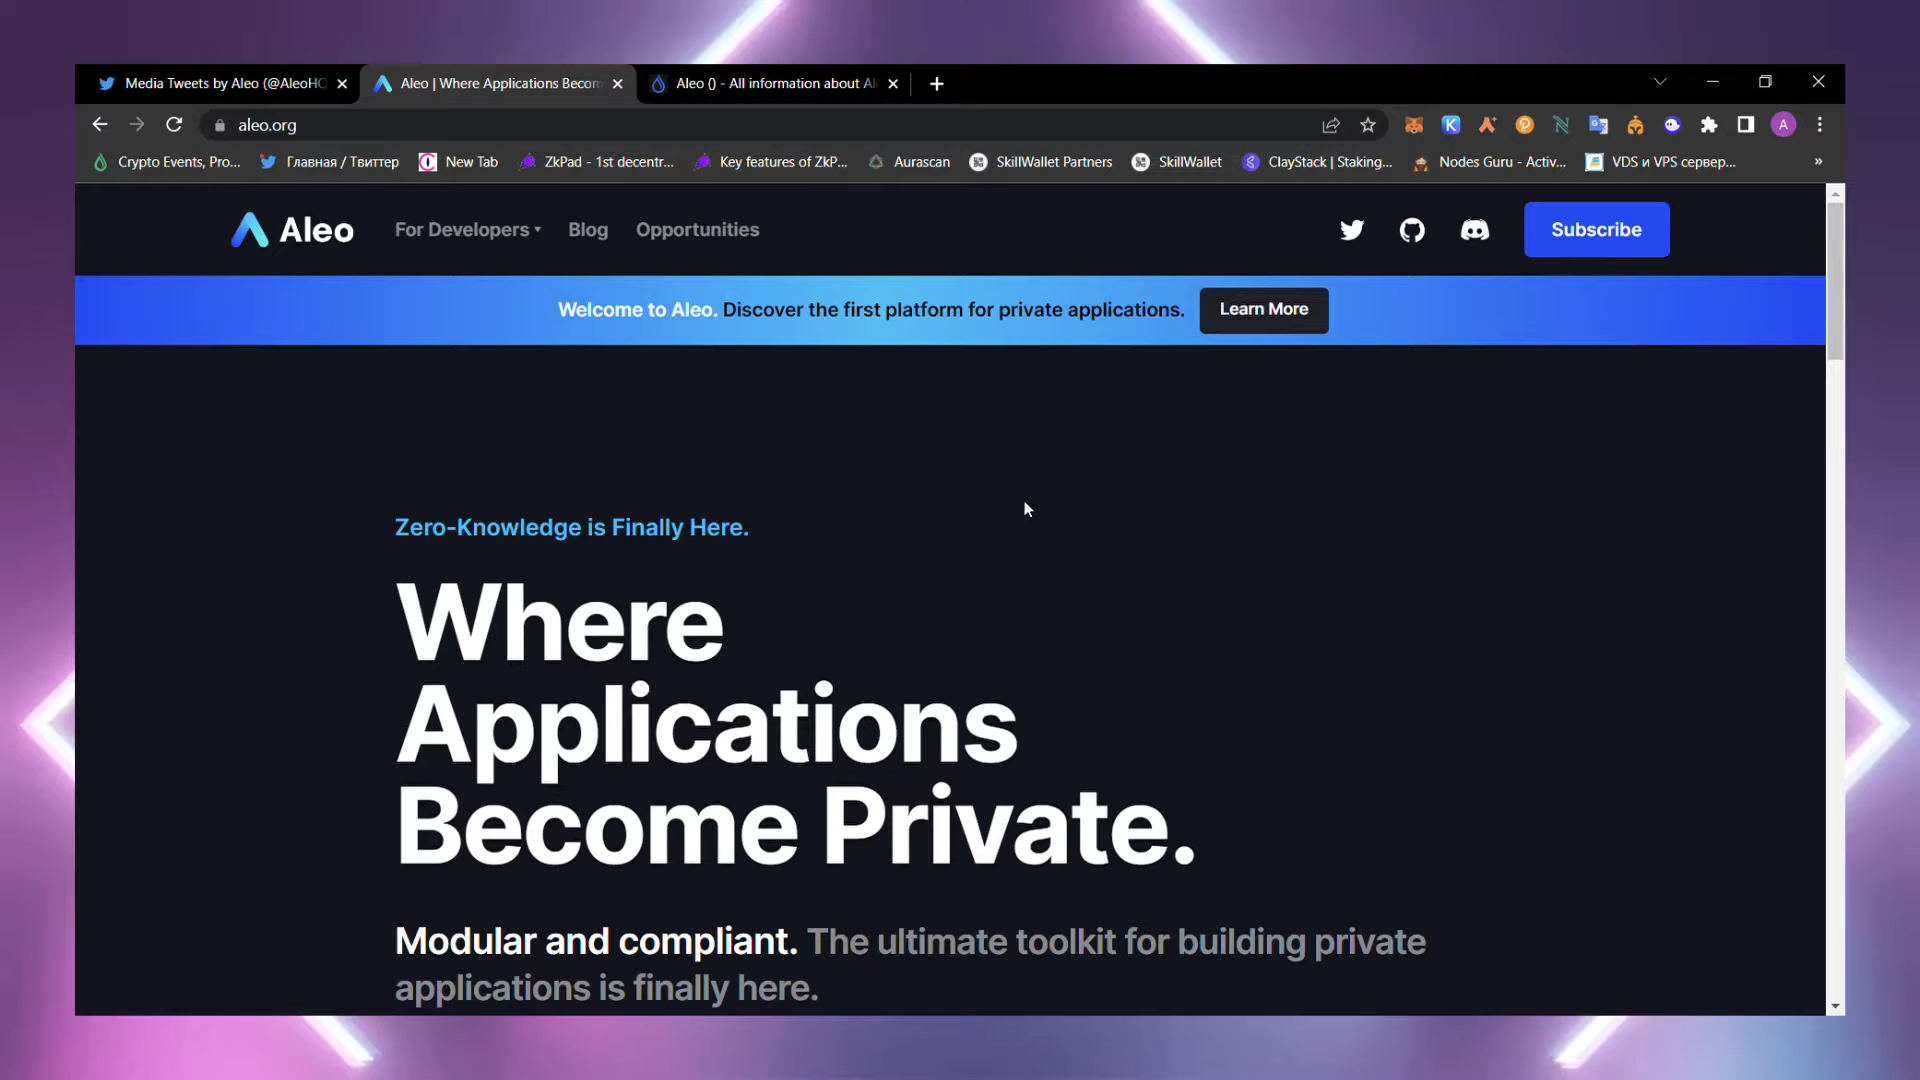 Media Tweets by Aleo (@AleoHQ
Aleo | Where Applications Becom
Aleo () - All information about Al
aleo.org
A
Crypto Events, Pro...
Главная / Твиттер
New Tab
ZkPad - 1st decentr...
Key features of ZkP...
Aurascan
SkillWallet Partners
SkillWallet
ClayStack | Staking...
Nodes Guru - Activ...
VDS и VPS сервер...
Aleo
For Developers
Blog
Opportunities
Subscribe
Welcome to Aleo. Discover the first platform for private applications.
Learn More
Zero-Knowledge is Finally Here.
Where
Applications
Become Private.
Modular and compliant. The ultimate toolkit for building private
applications is finally here.